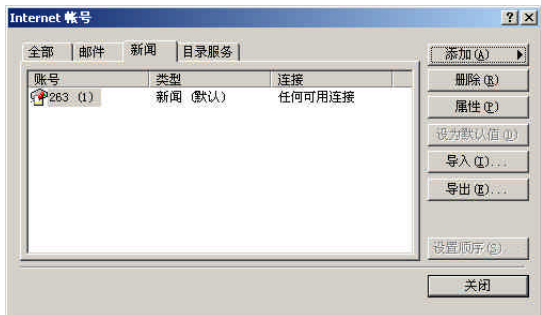 Internet 帐号
全部 邮件 新闻 目录服务
账号 类型 连接
263 (1) 新闻 (默认) 任何可用连接
添加(A)
删除(R)
属性(P)
设为默认值(D)
导入(I)...
导出(E)...
设置顺序(S)...
关闭